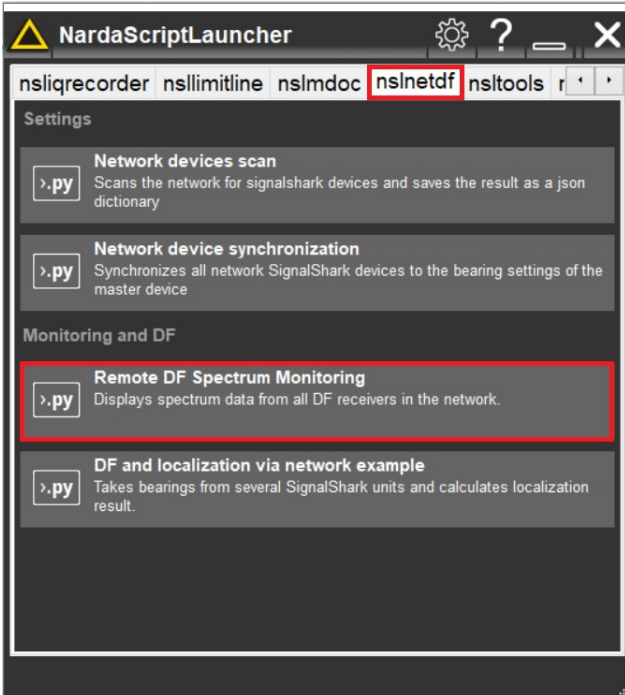 NardaScriptLauncher
nsliqrecorder nsllimitline nslmdoc nslnetdf nsltools
Settings
>.py
Network devices scan
Scans the network for signalshark devices and saves the result as a json
dictionary
>.py
Network device synchronization
Synchronizes all network SignalShark devices to the bearing settings of the
master device
Monitoring and DF
>.py
Remote DF Spectrum Monitoring
Displays spectrum data from all DF receivers in the network.
>.py
DF and localization via network example
Takes bearings from several SignalShark units and calculates localization
result.